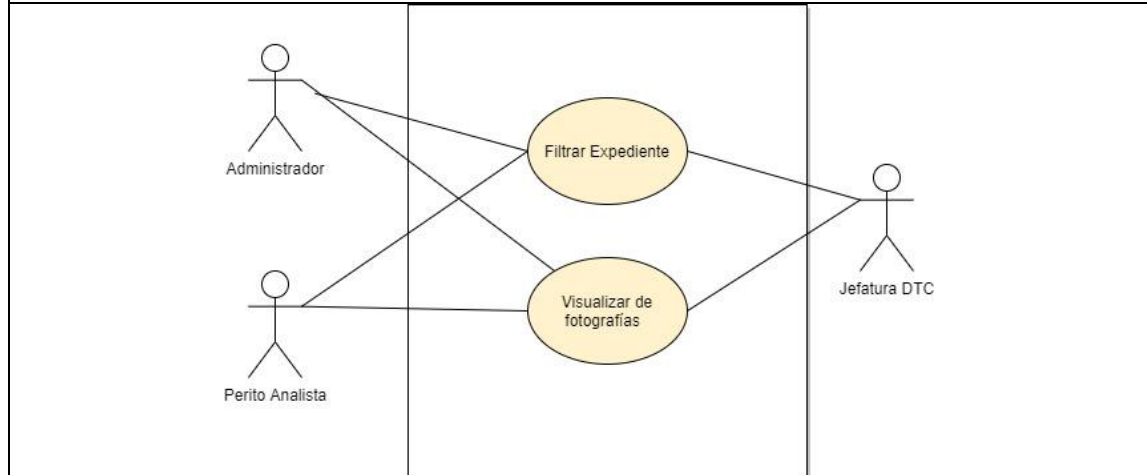 Administrador
Filtrar Expediente
Jefatura DTC
Visualizar de
fotografías
Perito Analista